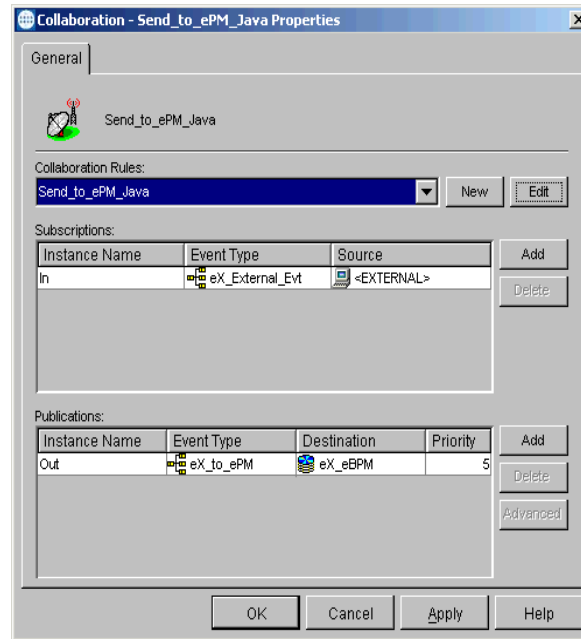 Collaboration - Send_to_ePM_Java Properties
General
Send_to_ePM_Java
Collaboration Rules:
Send_to_ePM_Java New Edit
Subscriptions:
Instance Name Event Type Source Add
In eX_External_Evt <EXTERNAL>
Delete
Publications:
Instance Name Event Type Destination Priority Add
Out eX_to_ePM eX_eBPM 5
Delete
Advanced
OK Cancel Apply Help